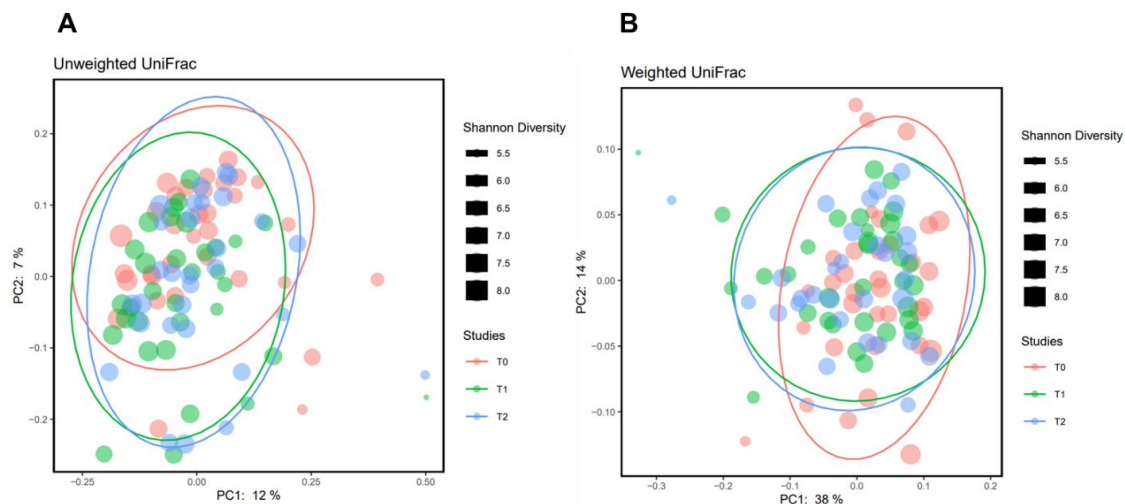 A
B
Unweighted UniFrac
0.2
0.1
0.0
−0.1
−0.2
PC2: 7 %
−0.25
0.00
0.25
0.50
PC1: 12 %
Shannon Diversity
5.5
6.0
6.5
7.0
7.5
8.0
Studies
T0
T1
T2
Weighted UniFrac
0.10
0.05
0.00
−0.05
−0.10
PC2: 14 %
−0.3
−0.2
−0.1
0.0
0.1
0.2
PC1: 38 %
Shannon Diversity
5.5
6.0
6.5
7.0
7.5
8.0
Studies
T0
T1
T2